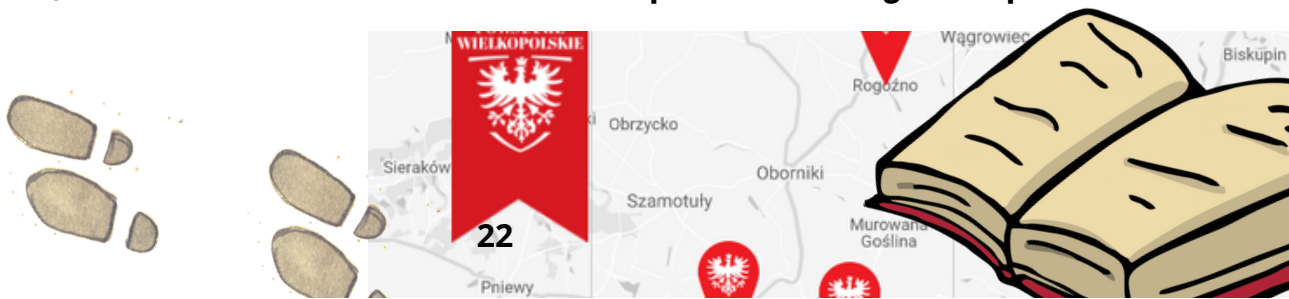 WIELKOPOLSKIE
Wągrowiec
Biskupin
Rogoźno
Obrzycko
Sieraków
Oborniki
Szamotuły
Murowana
Goślina
22
Pniewy